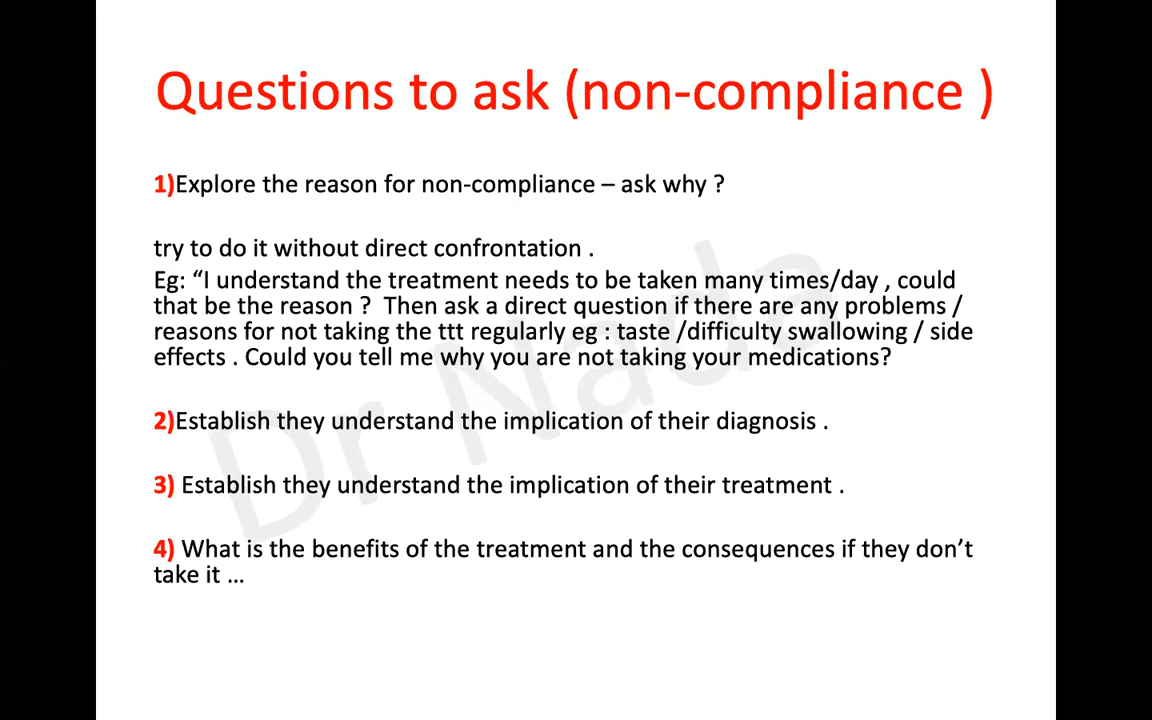 Questions to ask (non-compliance )
1)Explore the reason for non-compliance – ask why ?
try to do it without direct confrontation .
Eg: “I understand the treatment needs to be taken many times/day , could
that be the reason ?  Then ask a direct question if there are any problems /
reasons for not taking the ttt regularly eg : taste /difficulty swallowing / side
effects . Could you tell me why you are not taking your medications?
2)Establish they understand the implication of their diagnosis .
3) Establish they understand the implication of their treatment .
4) What is the benefits of the treatment and the consequences if they don’t
take it …
Dr Nada